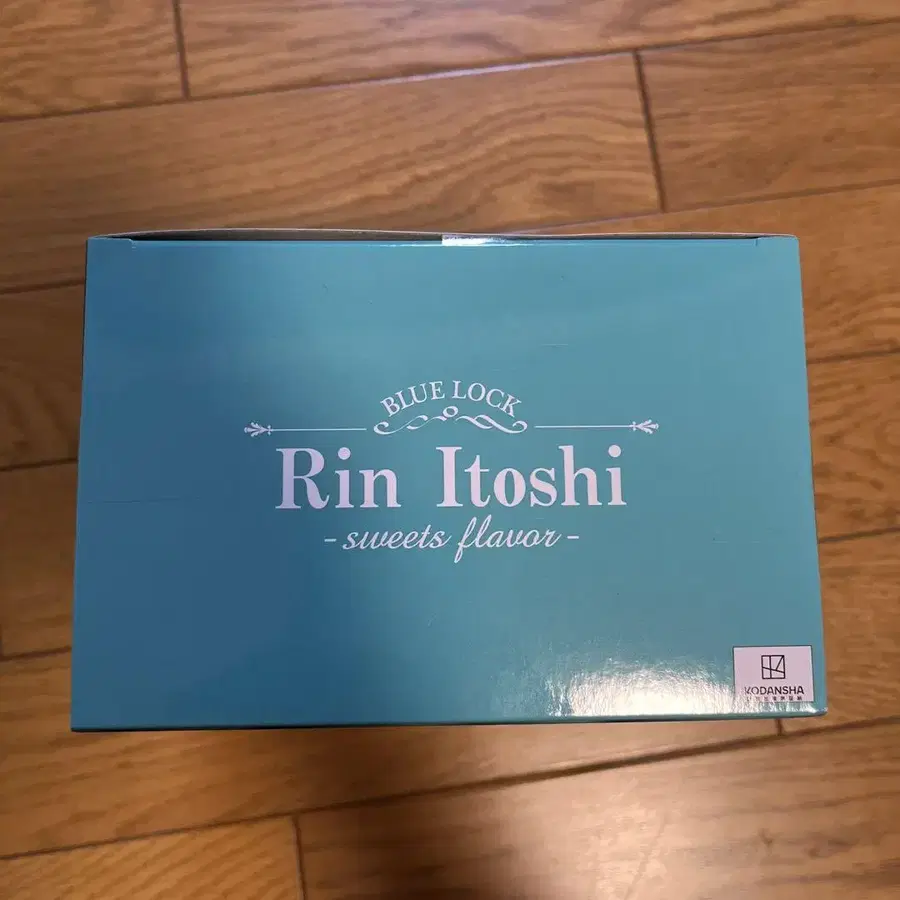 BLUE LOCK
Rin Itoshi
- sweets flavor -
KODANSHA